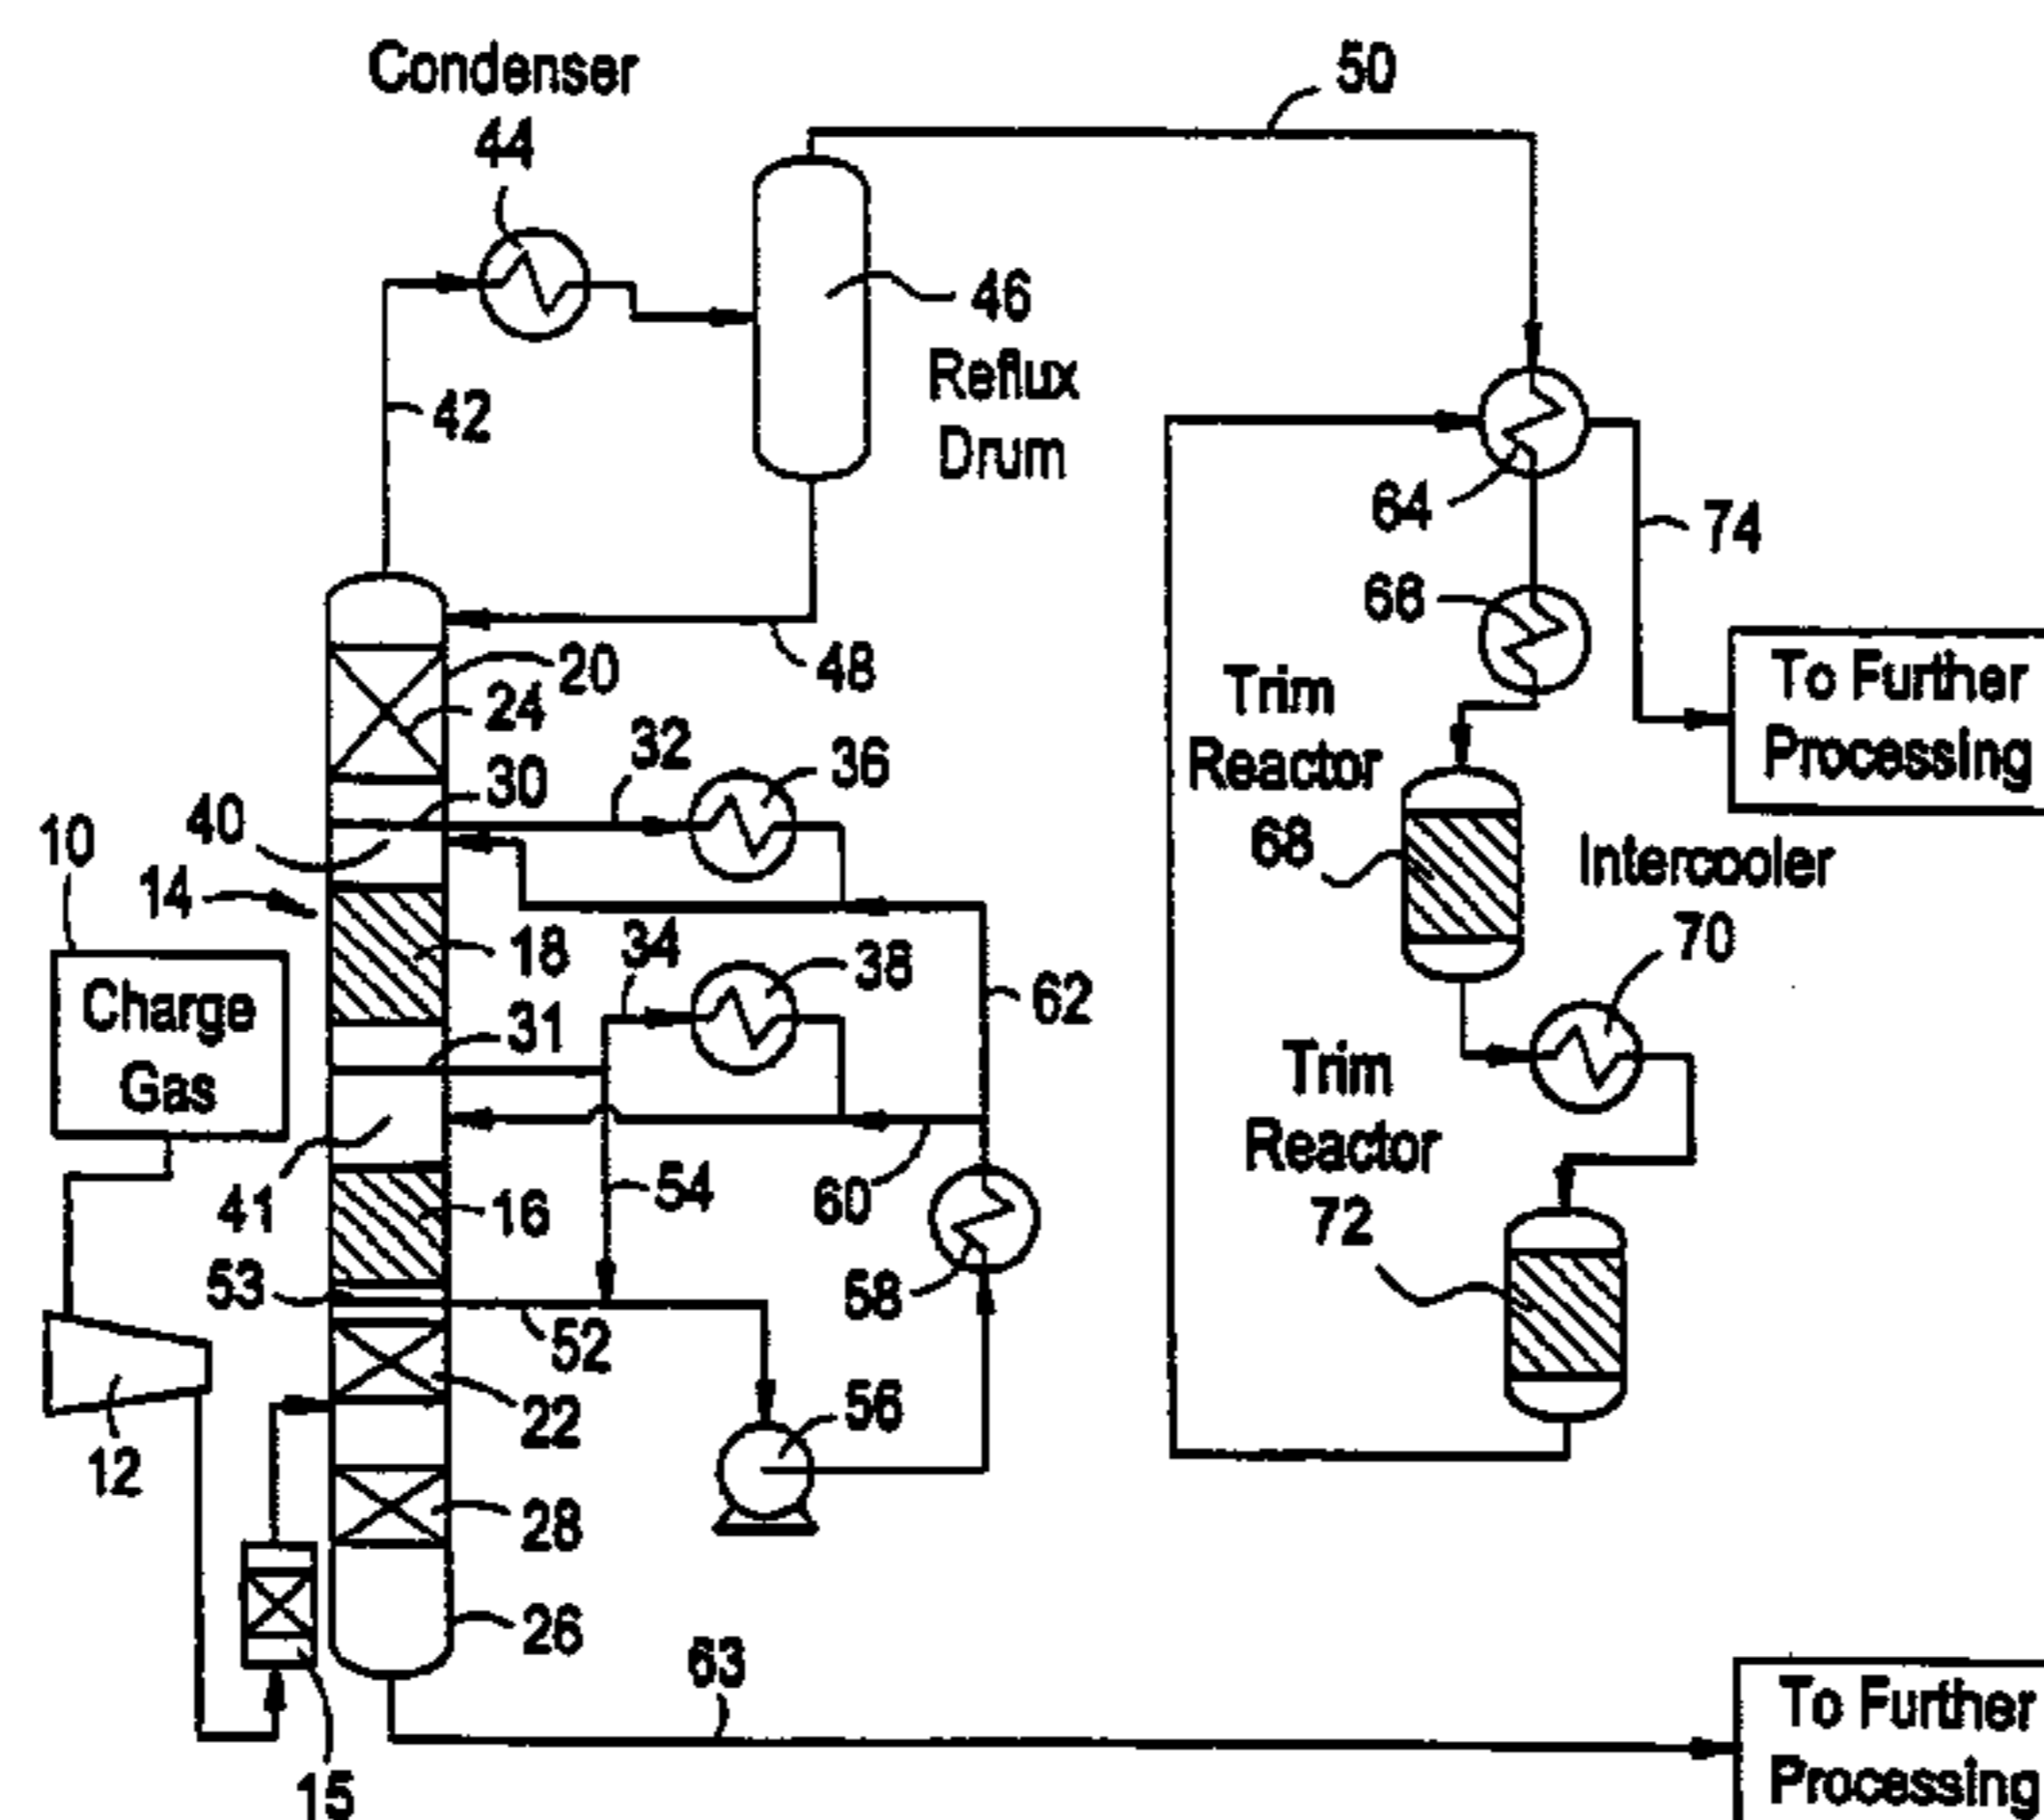 Condenser
44
50
46
Reflux
Drum
42
64
74
68
48
20
24
To Further
Processing
Trim
Reactor
68
32
30
36
40
10
14
Intercooler
70
18
34
38
62
Charge
Gas
31
Trim
Reactor
72
54
60
41
16
53
58
52
22
56
12
28
26
63
15
To Further
Processing